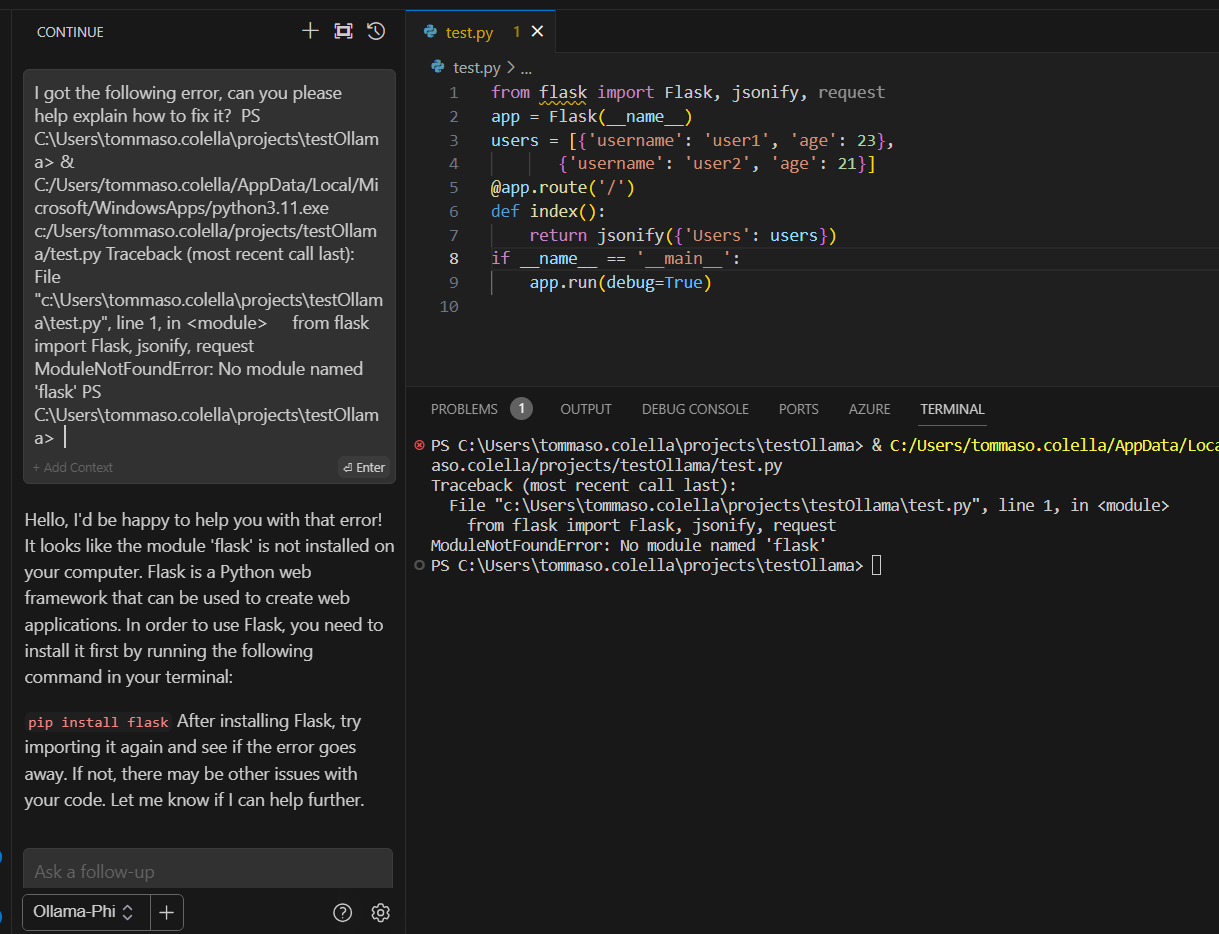 CONTINUE
I got the following error, can you please
help explain how to fix it?  PS
C:\Users\tommaso.colella\projects\testOllam
a> &
C:/Users/tommaso.colella/AppData/Local/Mi
crosoft/WindowsApps/python3.11.exe
c:/Users/tommaso.colella/projects/testOllam
a/test.py Traceback (most recent call last):
File
"c:\Users\tommaso.colella\projects\testOllam
a\test.py", line 1, in <module>     from flask
import Flask, jsonify, request
ModuleNotFoundError: No module named
'flask' PS
C:\Users\tommaso.colella\projects\testOllam
a>
+ Add Context
⏎ Enter
Hello, I'd be happy to help you with that error!
It looks like the module 'flask' is not installed on
your computer. Flask is a Python web
framework that can be used to create web
applications. In order to use Flask, you need to
install it first by running the following
command in your terminal:
pip install flask After installing Flask, try
importing it again and see if the error goes
away. If not, there may be other issues with
your code. Let me know if I can help further.
Ask a follow-up
Ollama-Phi
test.py 1
test.py > ...
1 from flask import Flask, jsonify, request
2 app = Flask(__name__)
3 users = [{'username': 'user1', 'age': 23},
4         {'username': 'user2', 'age': 21}]
5 @app.route('/')
6 def index():
7     return jsonify({'Users': users})
8 if __name__ == '__main__':
9     app.run(debug=True)
10
PROBLEMS 1 OUTPUT DEBUG CONSOLE PORTS AZURE TERMINAL
PS C:\Users\tommaso.colella\projects\testOllama> & C:/Users/tommaso.colella/AppData/Loca
aso.colella/projects/testOllama/test.py
Traceback (most recent call last):
  File "c:\Users\tommaso.colella\projects\testOllama\test.py", line 1, in <module>
    from flask import Flask, jsonify, request
ModuleNotFoundError: No module named 'flask'
PS C:\Users\tommaso.colella\projects\testOllama>